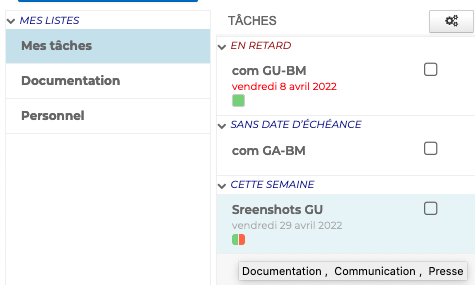 MES LISTES
Mes tâches
Documentation
Personnel
TÂCHES
EN RETARD
com GU-BM
vendredi 8 avril 2022
SANS DATE D'ÉCHÉANCE
com GA-BM
CETTE SEMAINE
Sreenshots GU
vendredi 29 avril 2022
Documentation , Communication , Presse